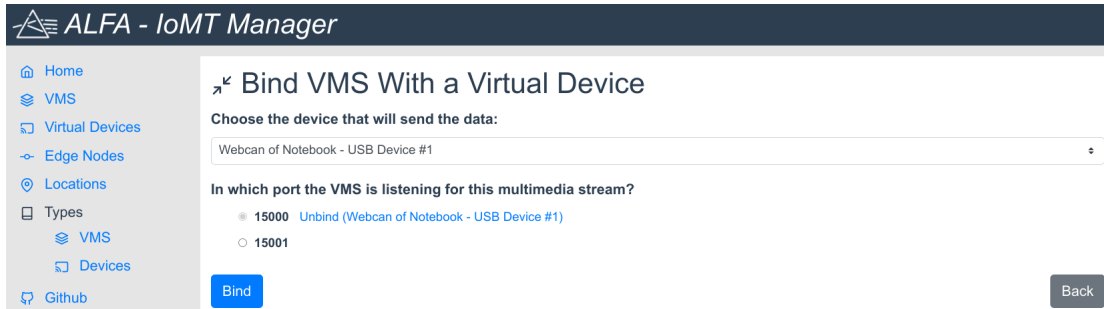 ALFA - IoMT Manager
Home
VMS
Virtual Devices
Edge Nodes
Locations
Types
VMS
Devices
Github
Bind VMS With a Virtual Device
Choose the device that will send the data:
Webcan of Notebook - USB Device #1
In which port the VMS is listening for this multimedia stream?
15000 Unbind (Webcan of Notebook - USB Device #1)
15001
Bind Back